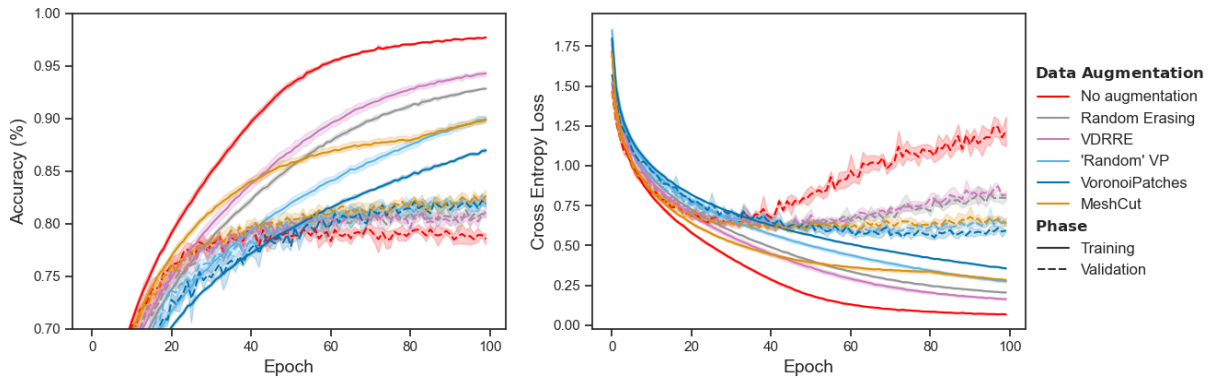 1.00
0.95
0.90
0.85
0.80
0.75
0.70
Accuracy (%)
0 20 40 60 80 100
Epoch
1.75
1.50
1.25
1.00
0.75
0.50
0.25
0.00
Cross Entropy Loss
0 20 40 60 80 100
Epoch
Data Augmentation
No augmentation
Random Erasing
VDRRE
'Random' VP
VoronoiPatches
MeshCut
Phase
Training
Validation